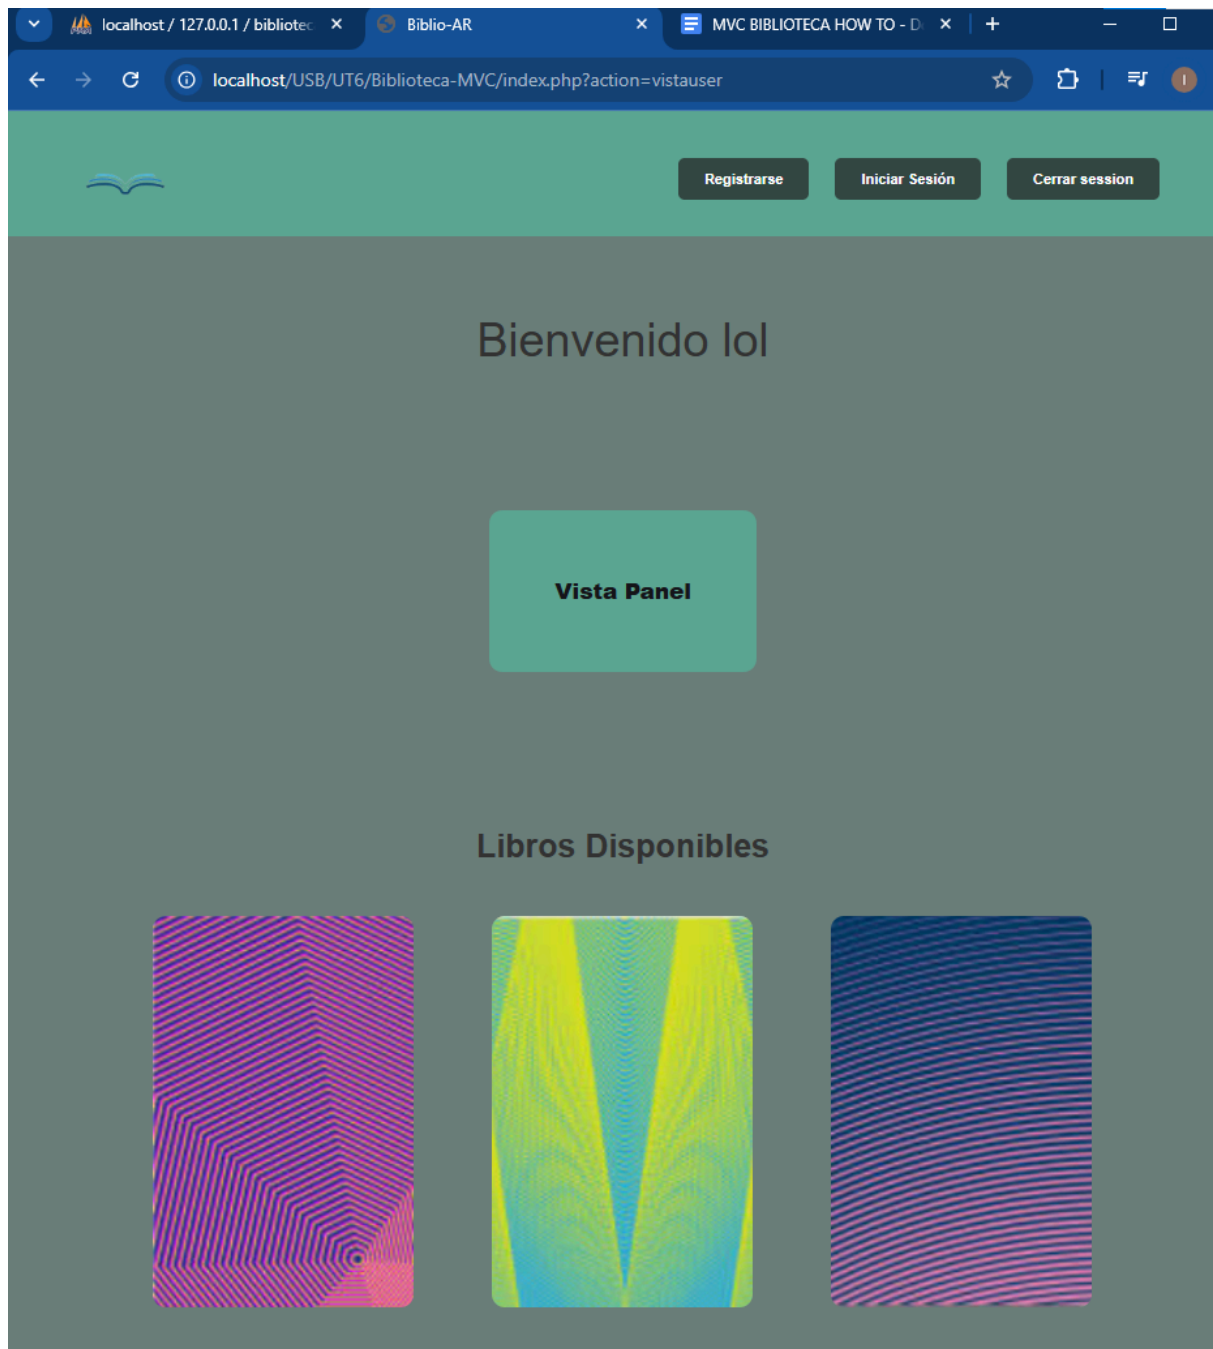 localhost / 127.0.0.1 / bibliotec
Biblio-AR
MVC BIBLIOTECA HOW TO - D
localhost/USB/UT6/Biblioteca-MVC/index.php?action=vistauser
I
Registrarse
Iniciar Sesión
Cerrar session
Bienvenido lol
Vista Panel
Libros Disponibles